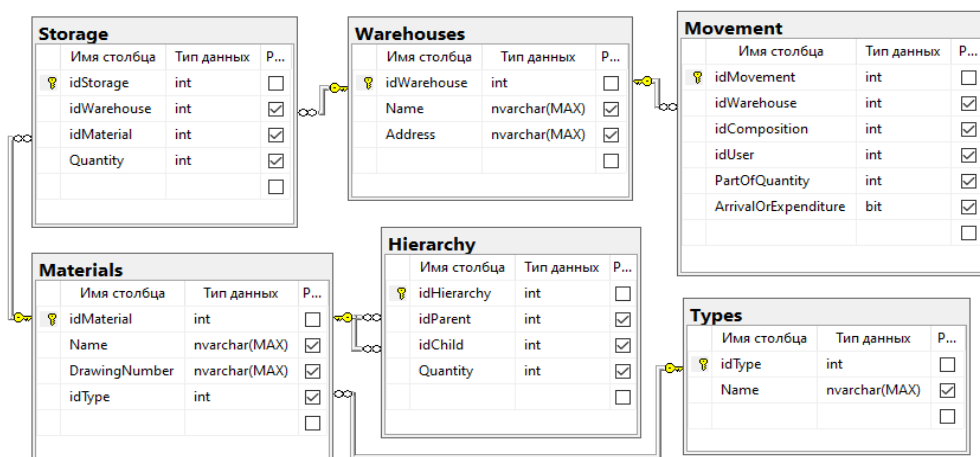 Storage
Имя столбца Тип данных Р...
idStorage int
idWarehouse int
idMaterial int
Quantity int
Warehouses
Имя столбца Тип данных Р...
idWarehouse int
Name nvarchar(MAX)
Address nvarchar(MAX)
Movement
Имя столбца Тип данных Р...
idMovement int
idWarehouse int
idComposition int
idUser int
PartOfQuantity int
ArrivalOrExpenditure bit
Materials
Имя столбца Тип данных Р...
idMaterial int
Name nvarchar(MAX)
DrawingNumber nvarchar(MAX)
idType int
Hierarchy
Имя столбца Тип данных Р...
idHierarchy int
idParent int
idChild int
Quantity int
Types
Имя столбца Тип данных Р...
idType int
Name nvarchar(MAX)